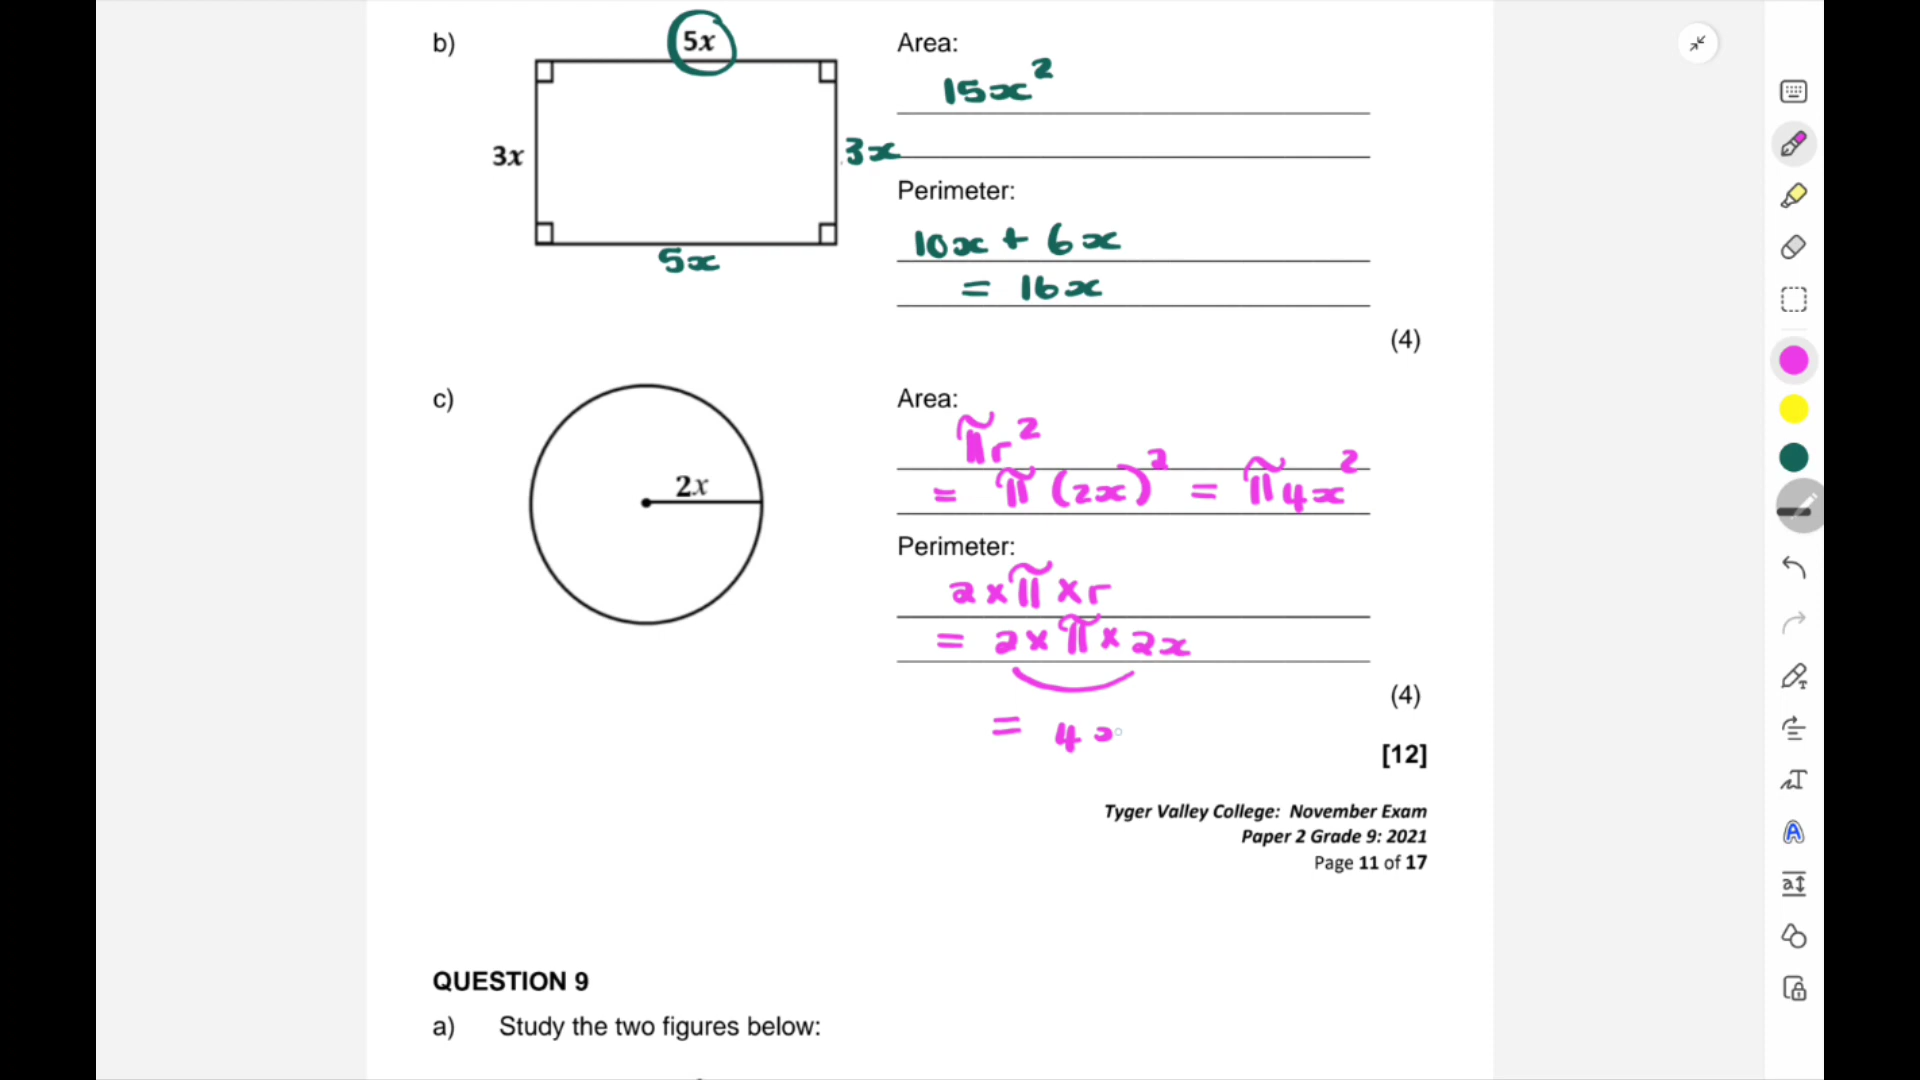 b)
5x
3x
3x
5x
Area:
15x²
Perimeter:
10x + 6x
= 16x
(4)
c)
2x
Area:
πr²
= π(2x)² = π4x²
Perimeter:
2×π×r
= 2×π×2x
= 4x
(4)
[12]
Tyger Valley College: November Exam
Paper 2 Grade 9: 2021
Page 11 of 17
QUESTION 9
a) Study the two figures below: